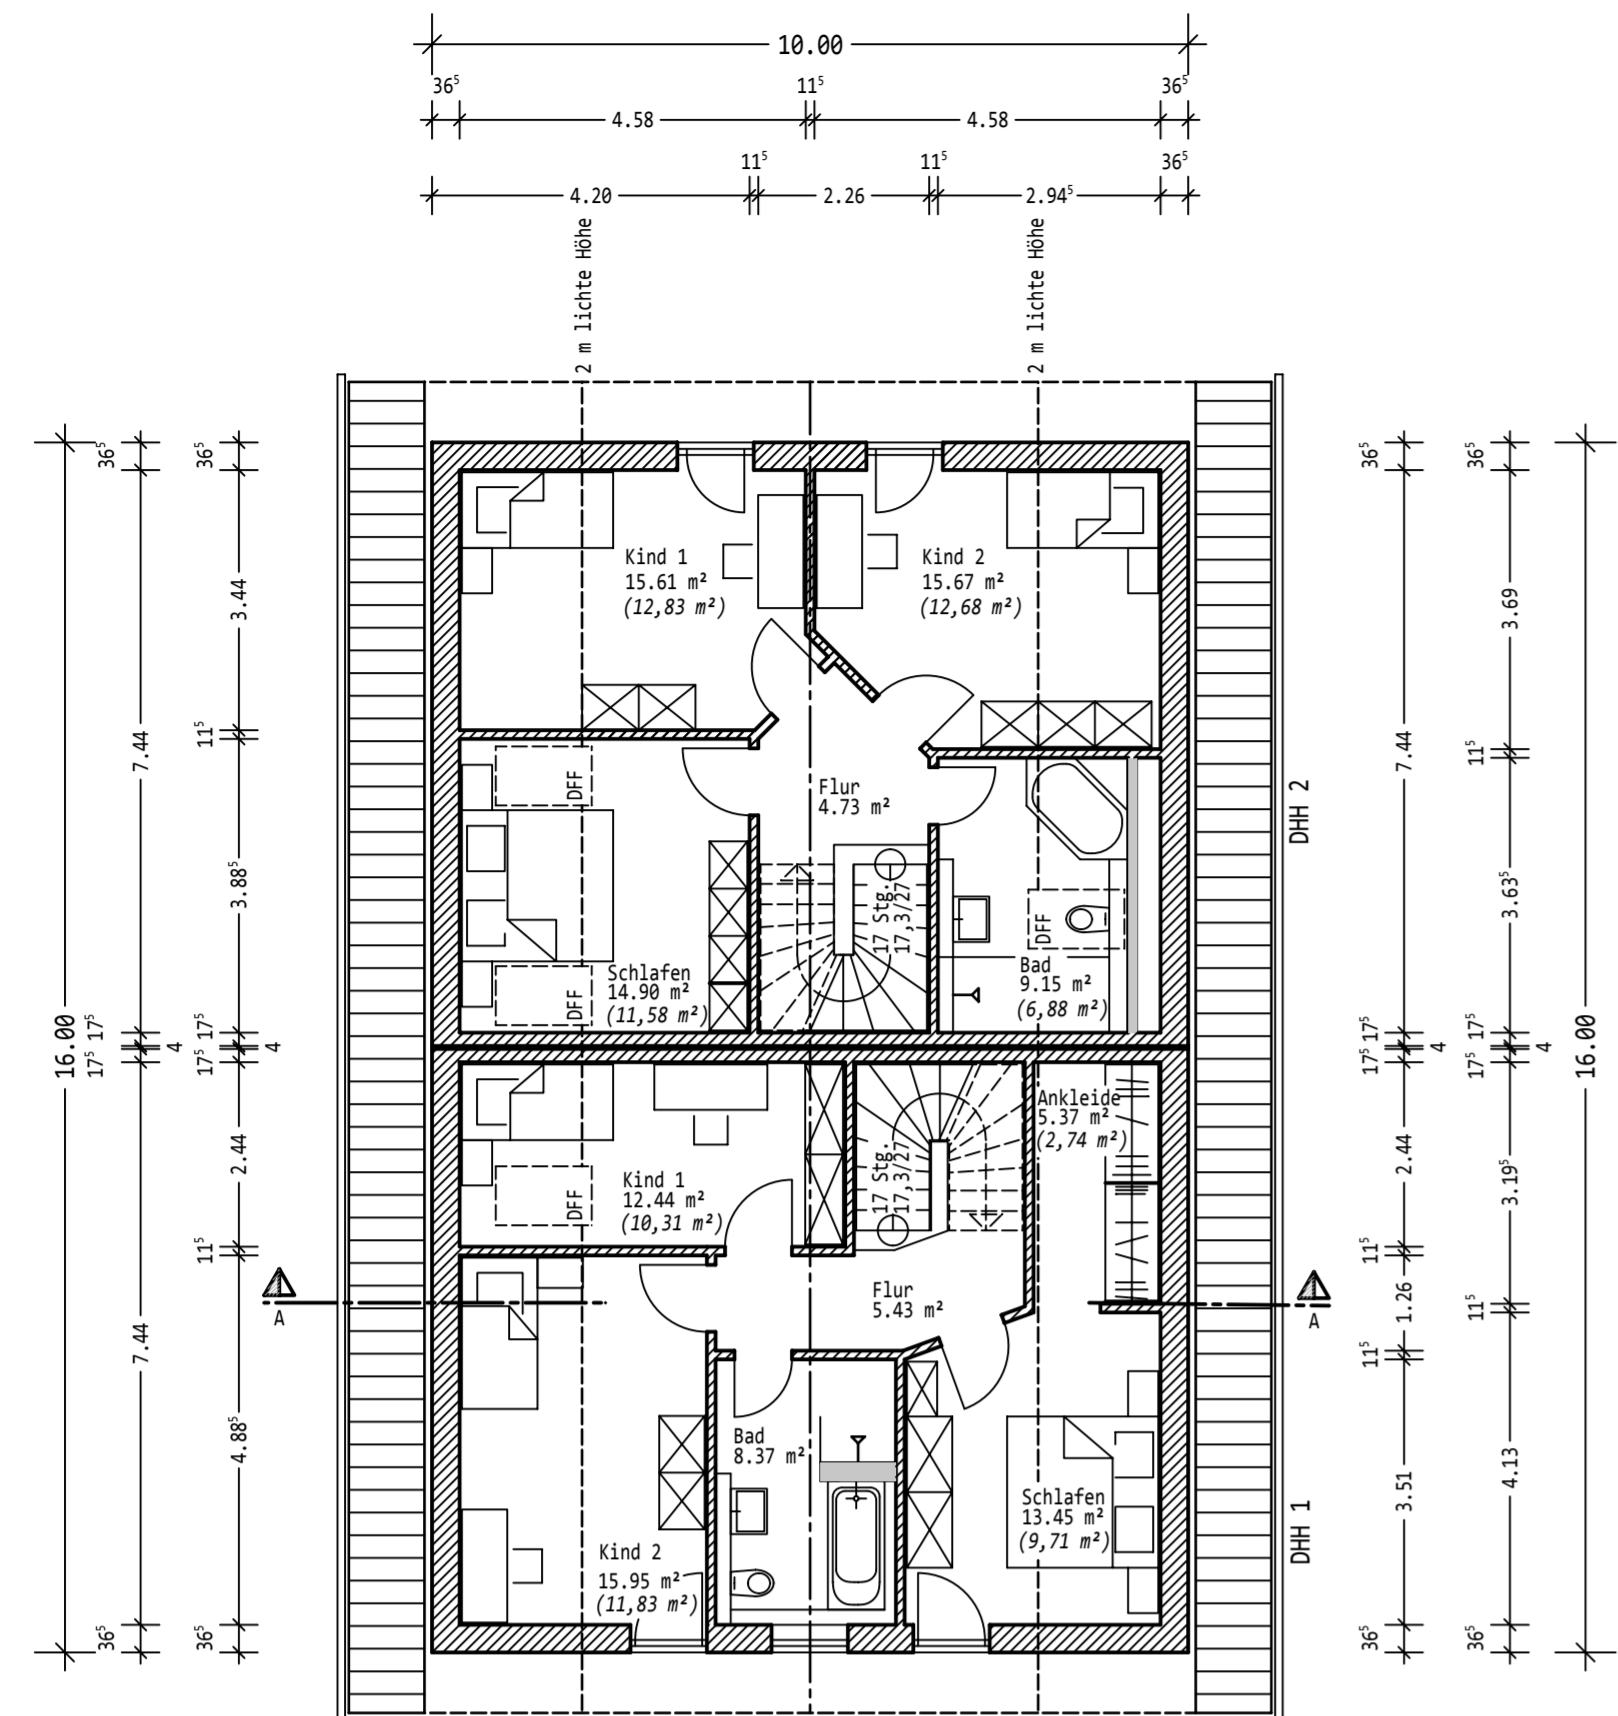 10.00
36⁵ 11⁵ 36⁵
4.58 4.58
11⁵ 11⁵ 36⁵
4.20 2.26 2.94⁵
2 m lichte Höhe
2 m lichte Höhe
16.00
36⁵
7.44
17⁵
17⁵
4
7.44
36⁵
36⁵
3.44
11⁵
3.88⁵
17⁵
17⁵
4
2.44
11⁵
4.88⁵
36⁵
Kind 1
15.61 m²
(12,83 m²)
Kind 2
15.67 m²
(12,68 m²)
Flur
4.73 m²
DFF
DFF
Schlafen
14.90 m²
(11,58 m²)
17 Stg.
17,3/27
DFF
Bad
9.15 m²
(6,88 m²)
DHH 2
Kind 1
12.44 m²
(10,31 m²)
DFF
17 Stg.
17,3/27
Ankleide
5.37 m²
(2,74 m²)
Flur
5.43 m²
A
A
Bad
8.37 m²
Kind 2
15.95 m²
(11,83 m²)
Schlafen
13.45 m²
(9,71 m²)
DHH 1
36⁵
7.44
17⁵
17⁵
4
2.44
11⁵
1.26
11⁵
3.51
36⁵
36⁵
3.69
11⁵
3.63⁵
17⁵
17⁵
4
3.19⁵
11⁵
4.13
36⁵
16.00